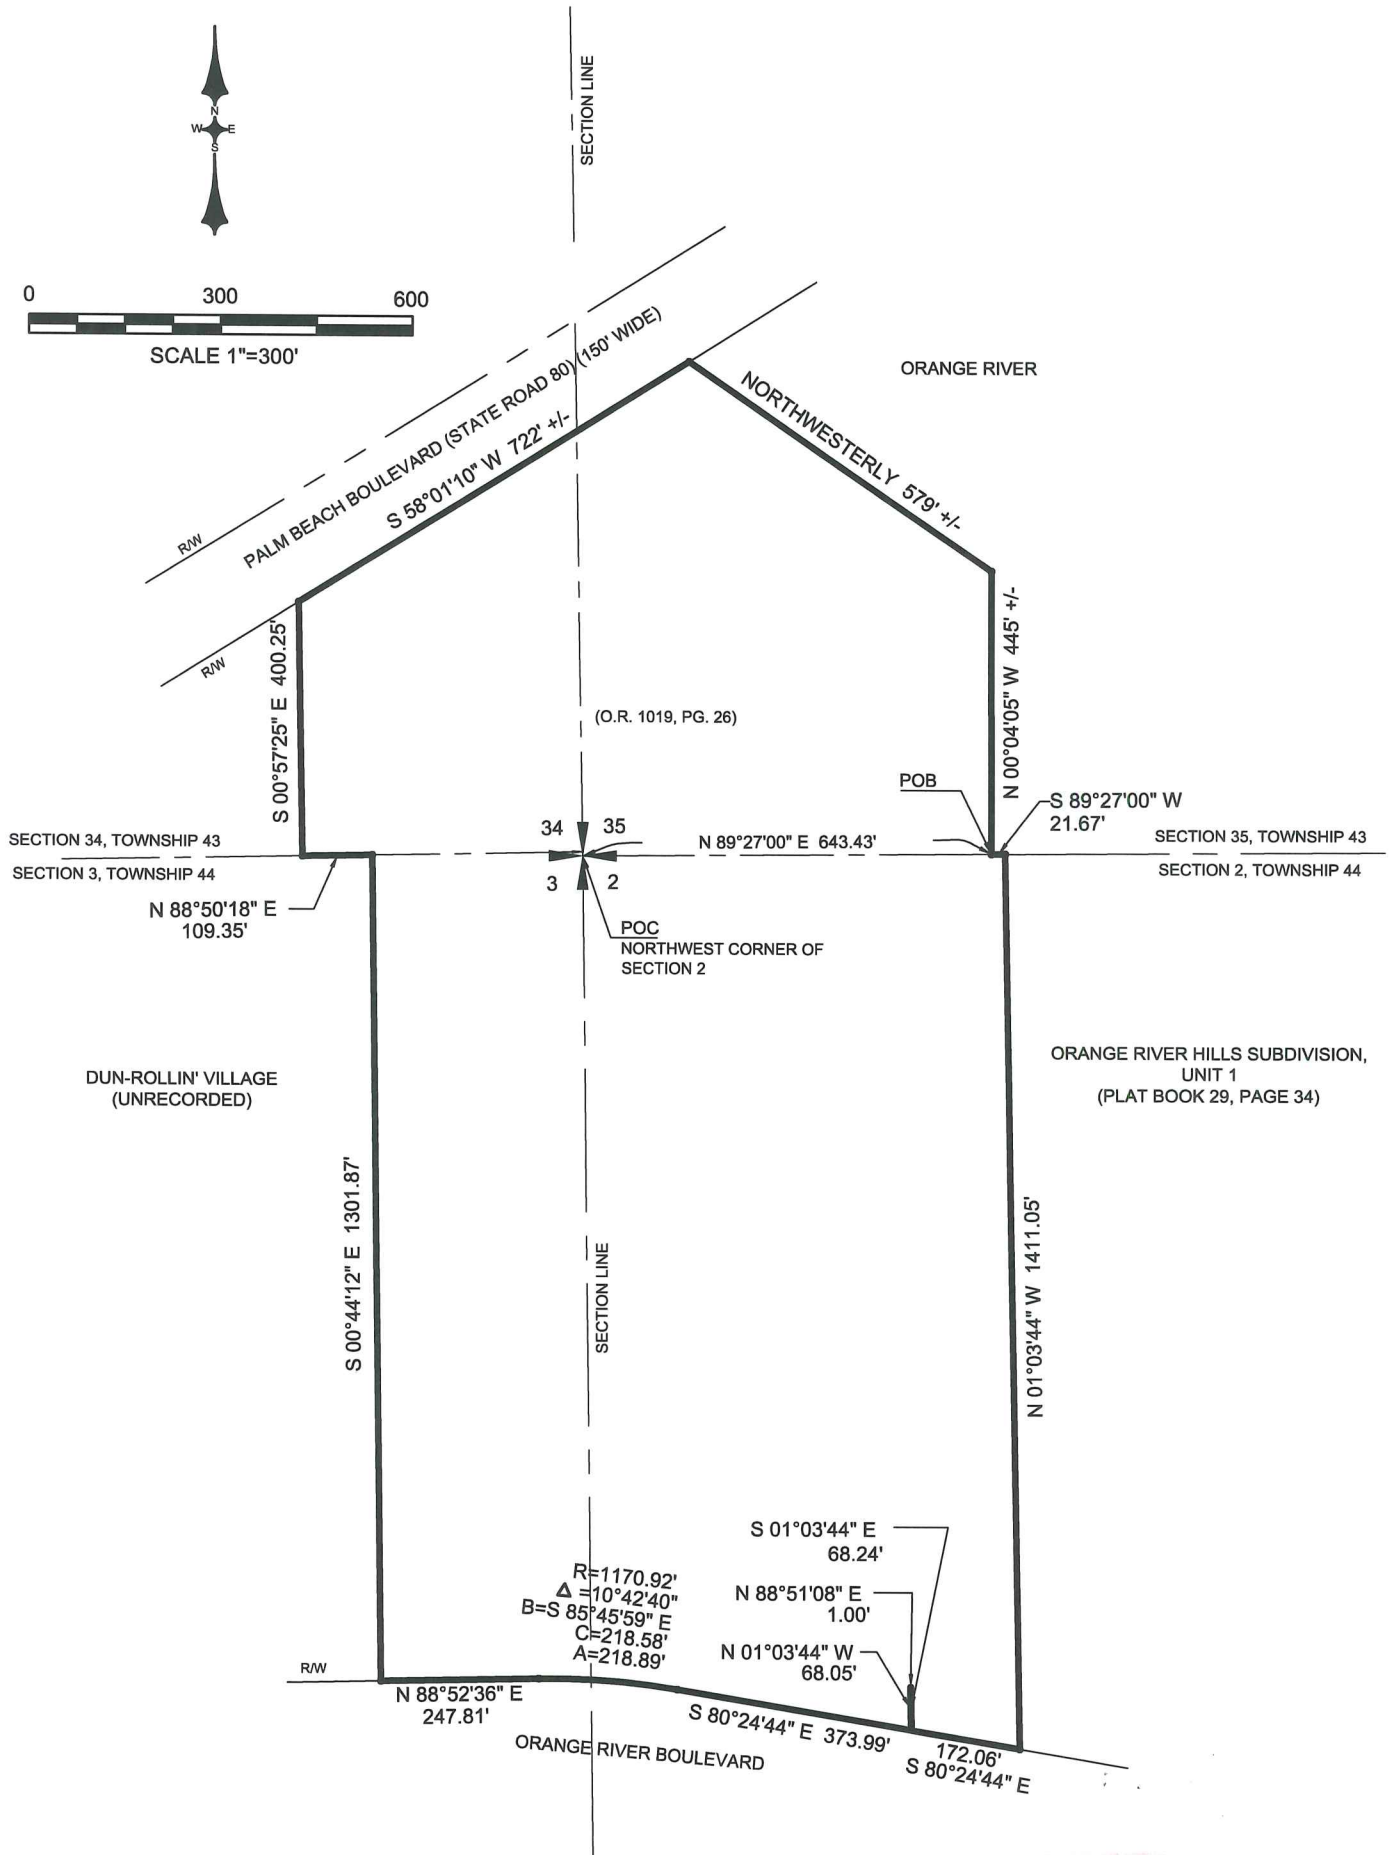 N
W E
S
0 300 600
SCALE 1"=300'
SECTION LINE
R/W
PALM BEACH BOULEVARD (STATE ROAD 80) (150' WIDE)
S 58°01'10" W 722' +/-
R/W
ORANGE RIVER
NORTHWESTERLY 579' +/-
S 00°57'25" E 400.25'
N 00°04'05" W 445' +/-
(O.R. 1019, PG. 26)
POB
S 89°27'00" W
21.67'
SECTION 34, TOWNSHIP 43
SECTION 3, TOWNSHIP 44
34 35
3 2
N 89°27'00" E 643.43'
SECTION 35, TOWNSHIP 43
SECTION 2, TOWNSHIP 44
N 88°50'18" E
109.35'
POC
NORTHWEST CORNER OF
SECTION 2
DUN-ROLLIN' VILLAGE
(UNRECORDED)
ORANGE RIVER HILLS SUBDIVISION,
UNIT 1
(PLAT BOOK 29, PAGE 34)
S 00°44'12" E 1301.87'
SECTION LINE
N 01°03'44" W 1411.05'
R=1170.92'
Δ =10°42'40"
B=S 85°45'59" E
C=218.58'
A=218.89'
S 01°03'44" E
68.24'
N 88°51'08" E
1.00'
N 01°03'44" W
68.05'
R/W
N 88°52'36" E
247.81'
S 80°24'44" E 373.99'
172.06'
S 80°24'44" E
ORANGE RIVER BOULEVARD